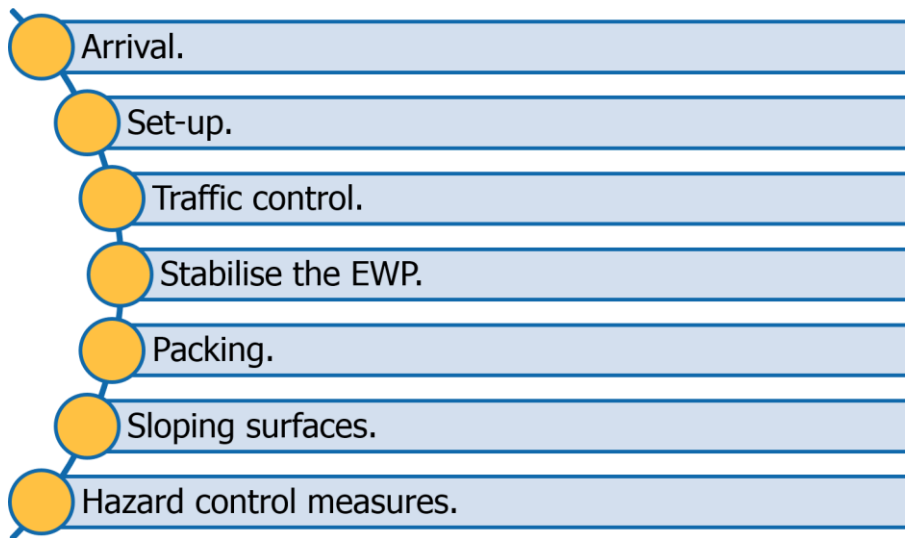 Arrival.
Set-up.
Traffic control.
Stabilise the EWP.
Packing.
Sloping surfaces.
Hazard control measures.